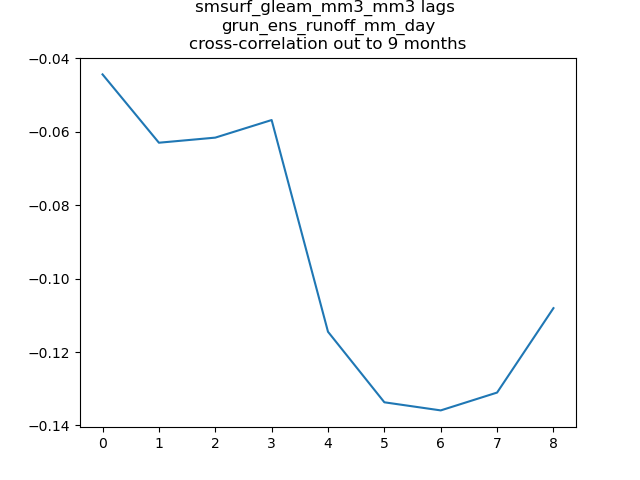 smsurf_gleam_mm3_mm3 lags
grun_ens_runoff_mm_day
cross-correlation out to 9 months
−0.04
−0.06
−0.08
−0.10
−0.12
−0.14
0 1 2 3 4 5 6 7 8